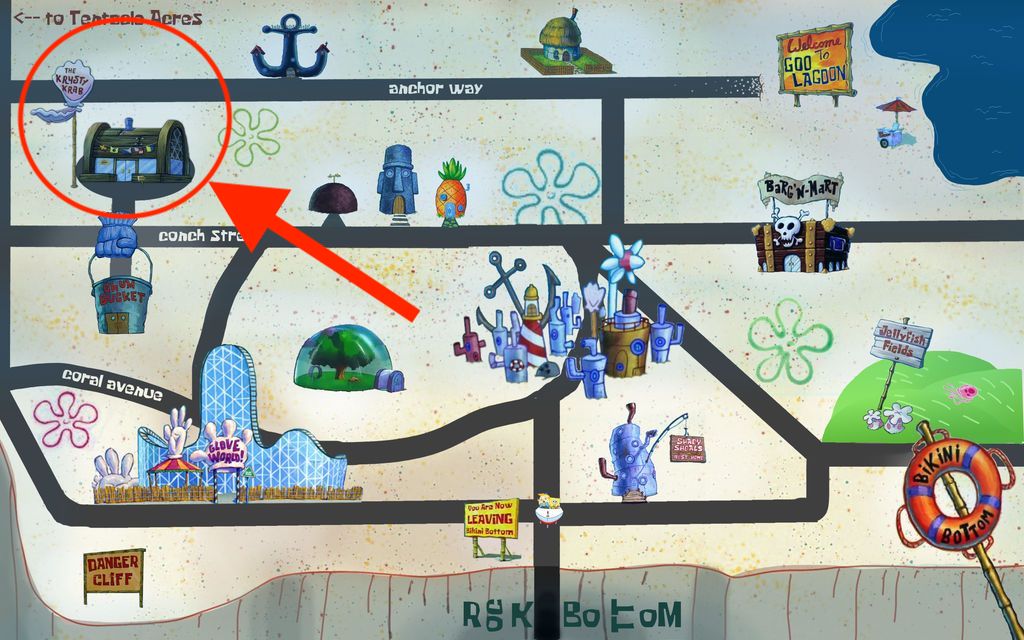 <-- to Tentacle Acres
THE
KRUSTY
KRAB
anchor way
Welcome
TO
GOO
LAGOON
BARG'N-MART
conch Stre
CHUM
BUCKET
Jellyfish
Fields
coral avenue
GLOVE
WORLD!
SHADY
SHOALS
REST HOME
BIKINI
BOTTOM
You Are Now
LEAVING
Bikini Bottom
DANGER
CLIFF
ROCK BOTTOM